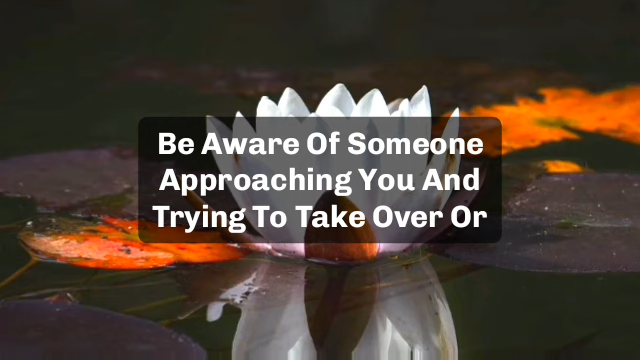 Be Aware Of Someone
Approaching You And
Trying To Take Over Or